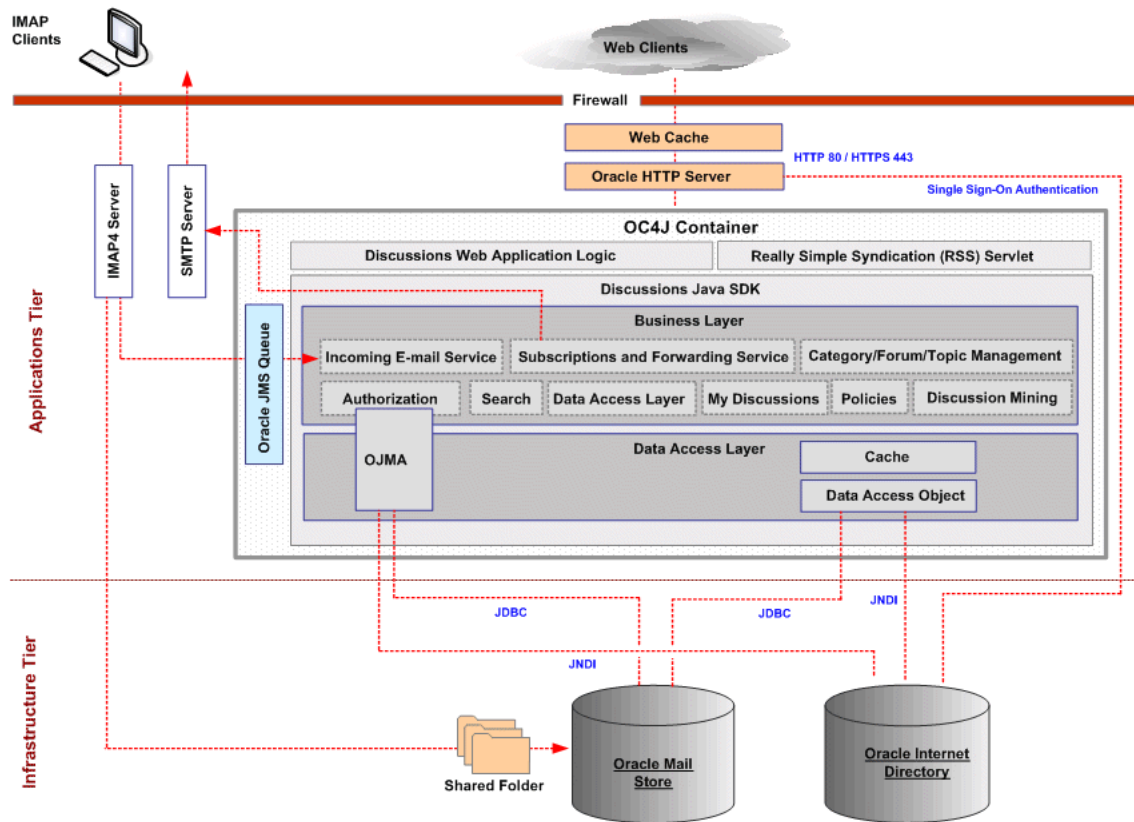 IMAP
Clients
Web Clients
Firewall
Web Cache
HTTP 80 / HTTPS 443
Oracle HTTP Server
Single Sign-On Authentication
Applications Tier
IMAP4 Server
SMTP Server
OC4J Container
Discussions Web Application Logic
Really Simple Syndication (RSS) Servlet
Discussions Java SDK
Oracle JMS Queue
Business Layer
Incoming E-mail Service
Subscriptions and Forwarding Service
Category/Forum/Topic Management
Authorization
Search
Data Access Layer
My Discussions
Policies
Discussion Mining
OJMA
Data Access Layer
Cache
Data Access Object
Infrastructure Tier
JDBC
JDBC
JNDI
JNDI
Shared Folder
Oracle Mail
Store
Oracle Internet
Directory